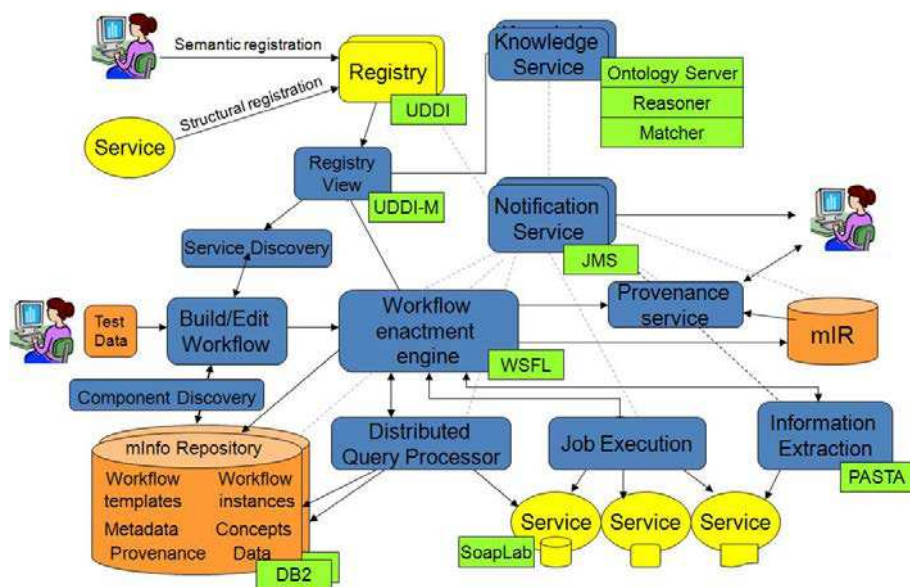 Semantic registration
Structural registration
Service
Registry
UDDI
Knowledge
Service
Ontology Server
Reasoner
Matcher
Registry
View
UDDI-M
Notification
Service
JMS
Service Discovery
Test
Data
Build/Edit
Workflow
Workflow
enactment
engine
WSFL
Provenance
service
mIR
Component Discovery
mInfo Repository
Workflow
templates
Workflow
instances
Metadata
Concepts
Provenance
Data
DB2
Distributed
Query Processor
Job Execution
Information
Extraction
PASTA
Service
Service
Service
SoapLab